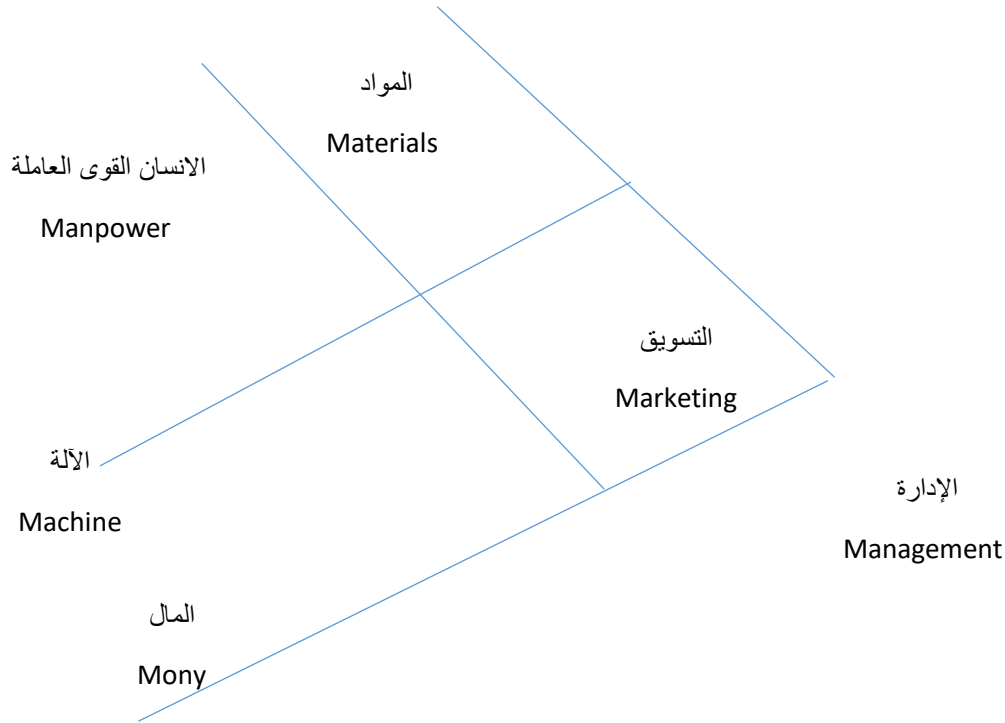 المواد
Materials
الانسان القوى العاملة
Manpower
التسويق
Marketing
الآلة
Machine
الإدارة
Management
المال
Mony